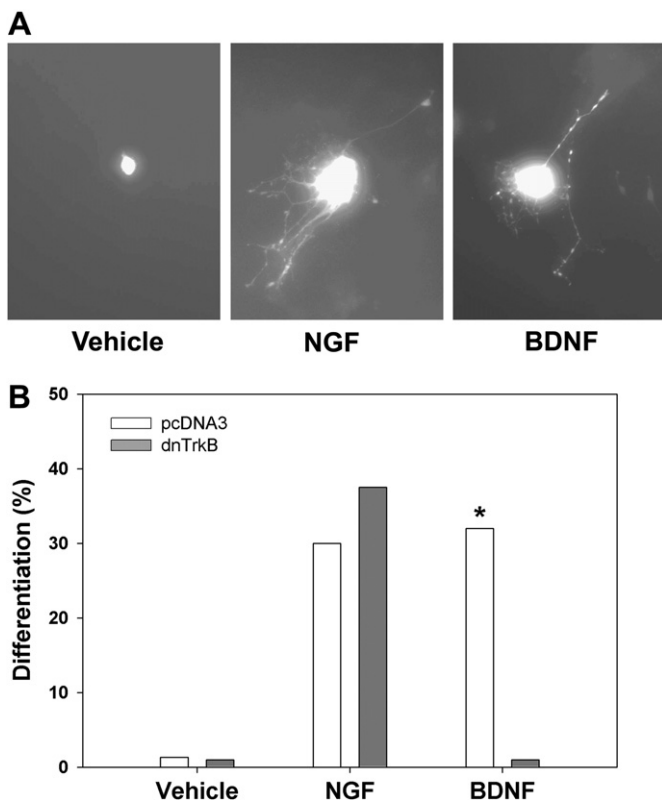 A
Vehicle NGF BDNF
B
50
pcDNA3
dnTrkB
40
*
30
20
10
0
Differentiation (%)
Vehicle NGF BDNF